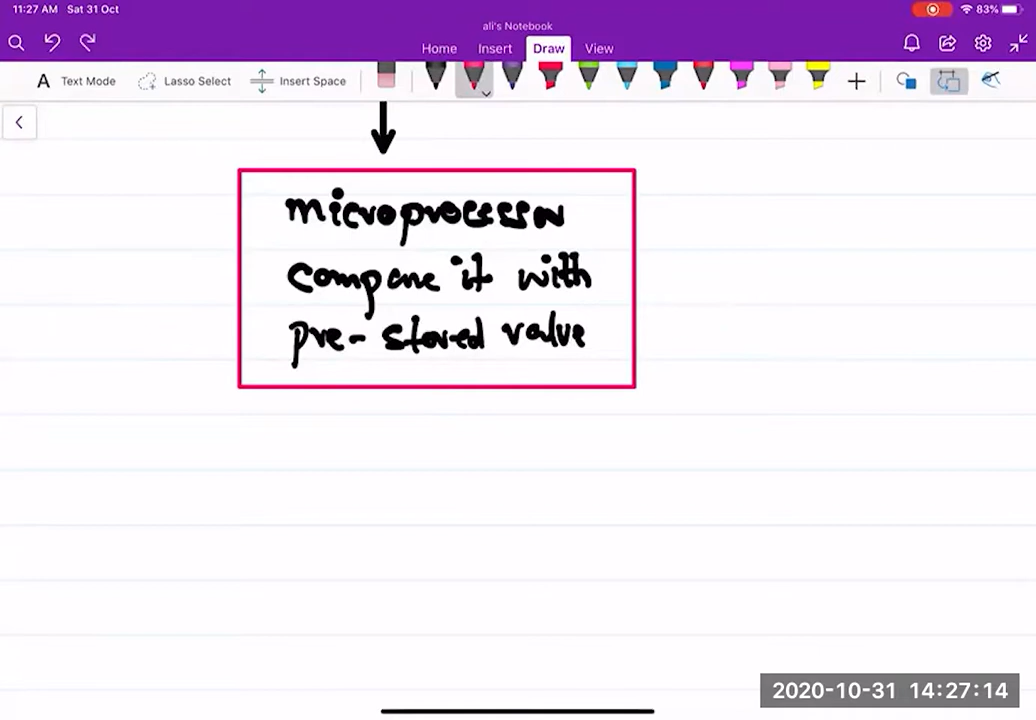 11:27 AM Sat 31 Oct
83%
ali's Notebook
Home Insert Draw View
A Text Mode Lasso Select Insert Space
microprocessor
compare it with
pre-stored value
2020-10-31 14:27:14